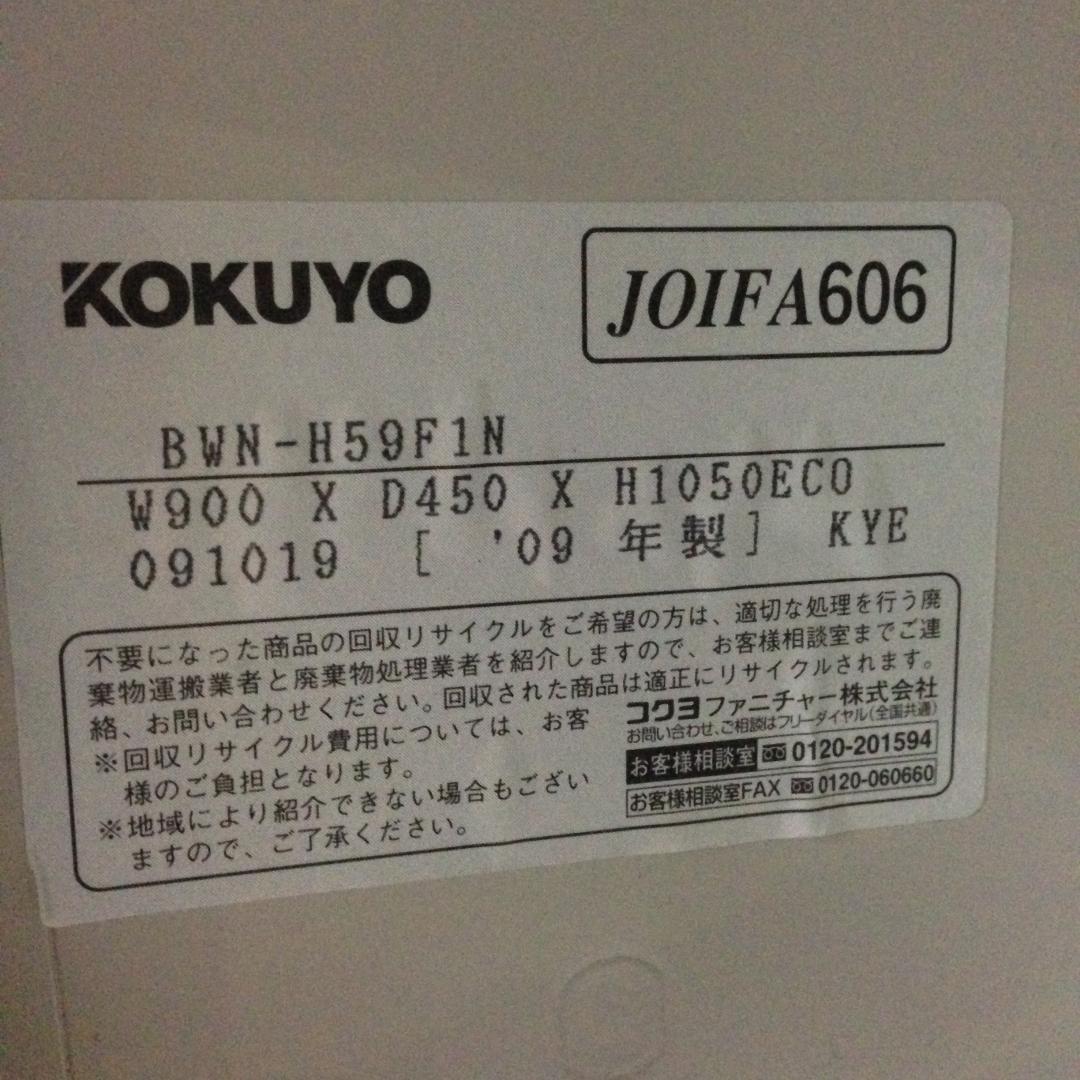 KOKUYO
JOIFA606
BWN-H59F1N
W900 X D450 X H1050ECO
091019 [ '09 年製] KYE
不要になった商品の回収リサイクルをご希望の方は、適切な処理を行う廃
棄物運搬業者と廃棄物処理業者を紹介しますので、お客様相談室までご連
絡、お問い合わせください。回収された商品は適正にリサイクルされます。
※回収リサイクル費用については、お客
様のご負担となります。
※地域により紹介できない場合もござい
ますので、ご了承ください。
コクヨファニチャー株式会社
お問い合わせ、ご相談はフリーダイヤル(全国共通)
お客様相談室 0120-201594
お客様相談室FAX 0120-060660